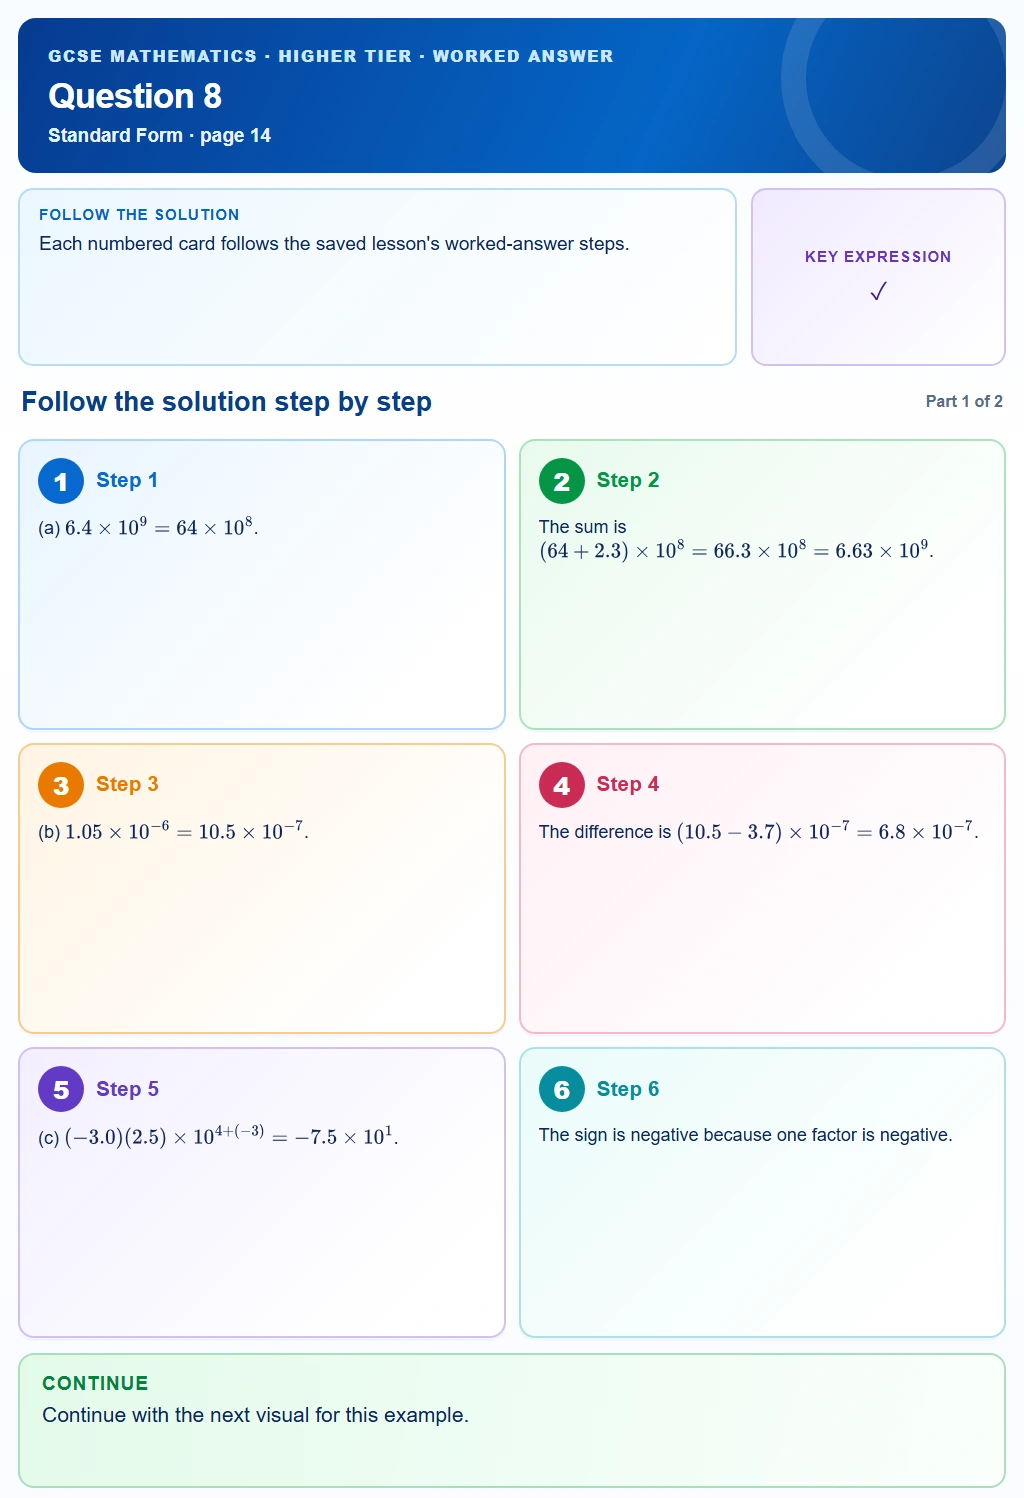 GCSE MATHEMATICS · HIGHER TIER · WORKED ANSWER
Question 8
Standard Form · page 14
FOLLOW THE SOLUTION
Each numbered card follows the saved lesson's worked-answer steps.
KEY EXPRESSION
✓
Follow the solution step by step
Part 1 of 2
1 Step 1
(a) 6.4 × 10⁹ = 64 × 10⁸.
2 Step 2
The sum is
(64 + 2.3) × 10⁸ = 66.3 × 10⁸ = 6.63 × 10⁹.
3 Step 3
(b) 1.05 × 10⁻⁶ = 10.5 × 10⁻⁷.
4 Step 4
The difference is (10.5 − 3.7) × 10⁻⁷ = 6.8 × 10⁻⁷.
5 Step 5
(c) (−3.0)(2.5) × 10⁴⁺⁽⁻³⁾ = −7.5 × 10¹.
6 Step 6
The sign is negative because one factor is negative.
CONTINUE
Continue with the next visual for this example.